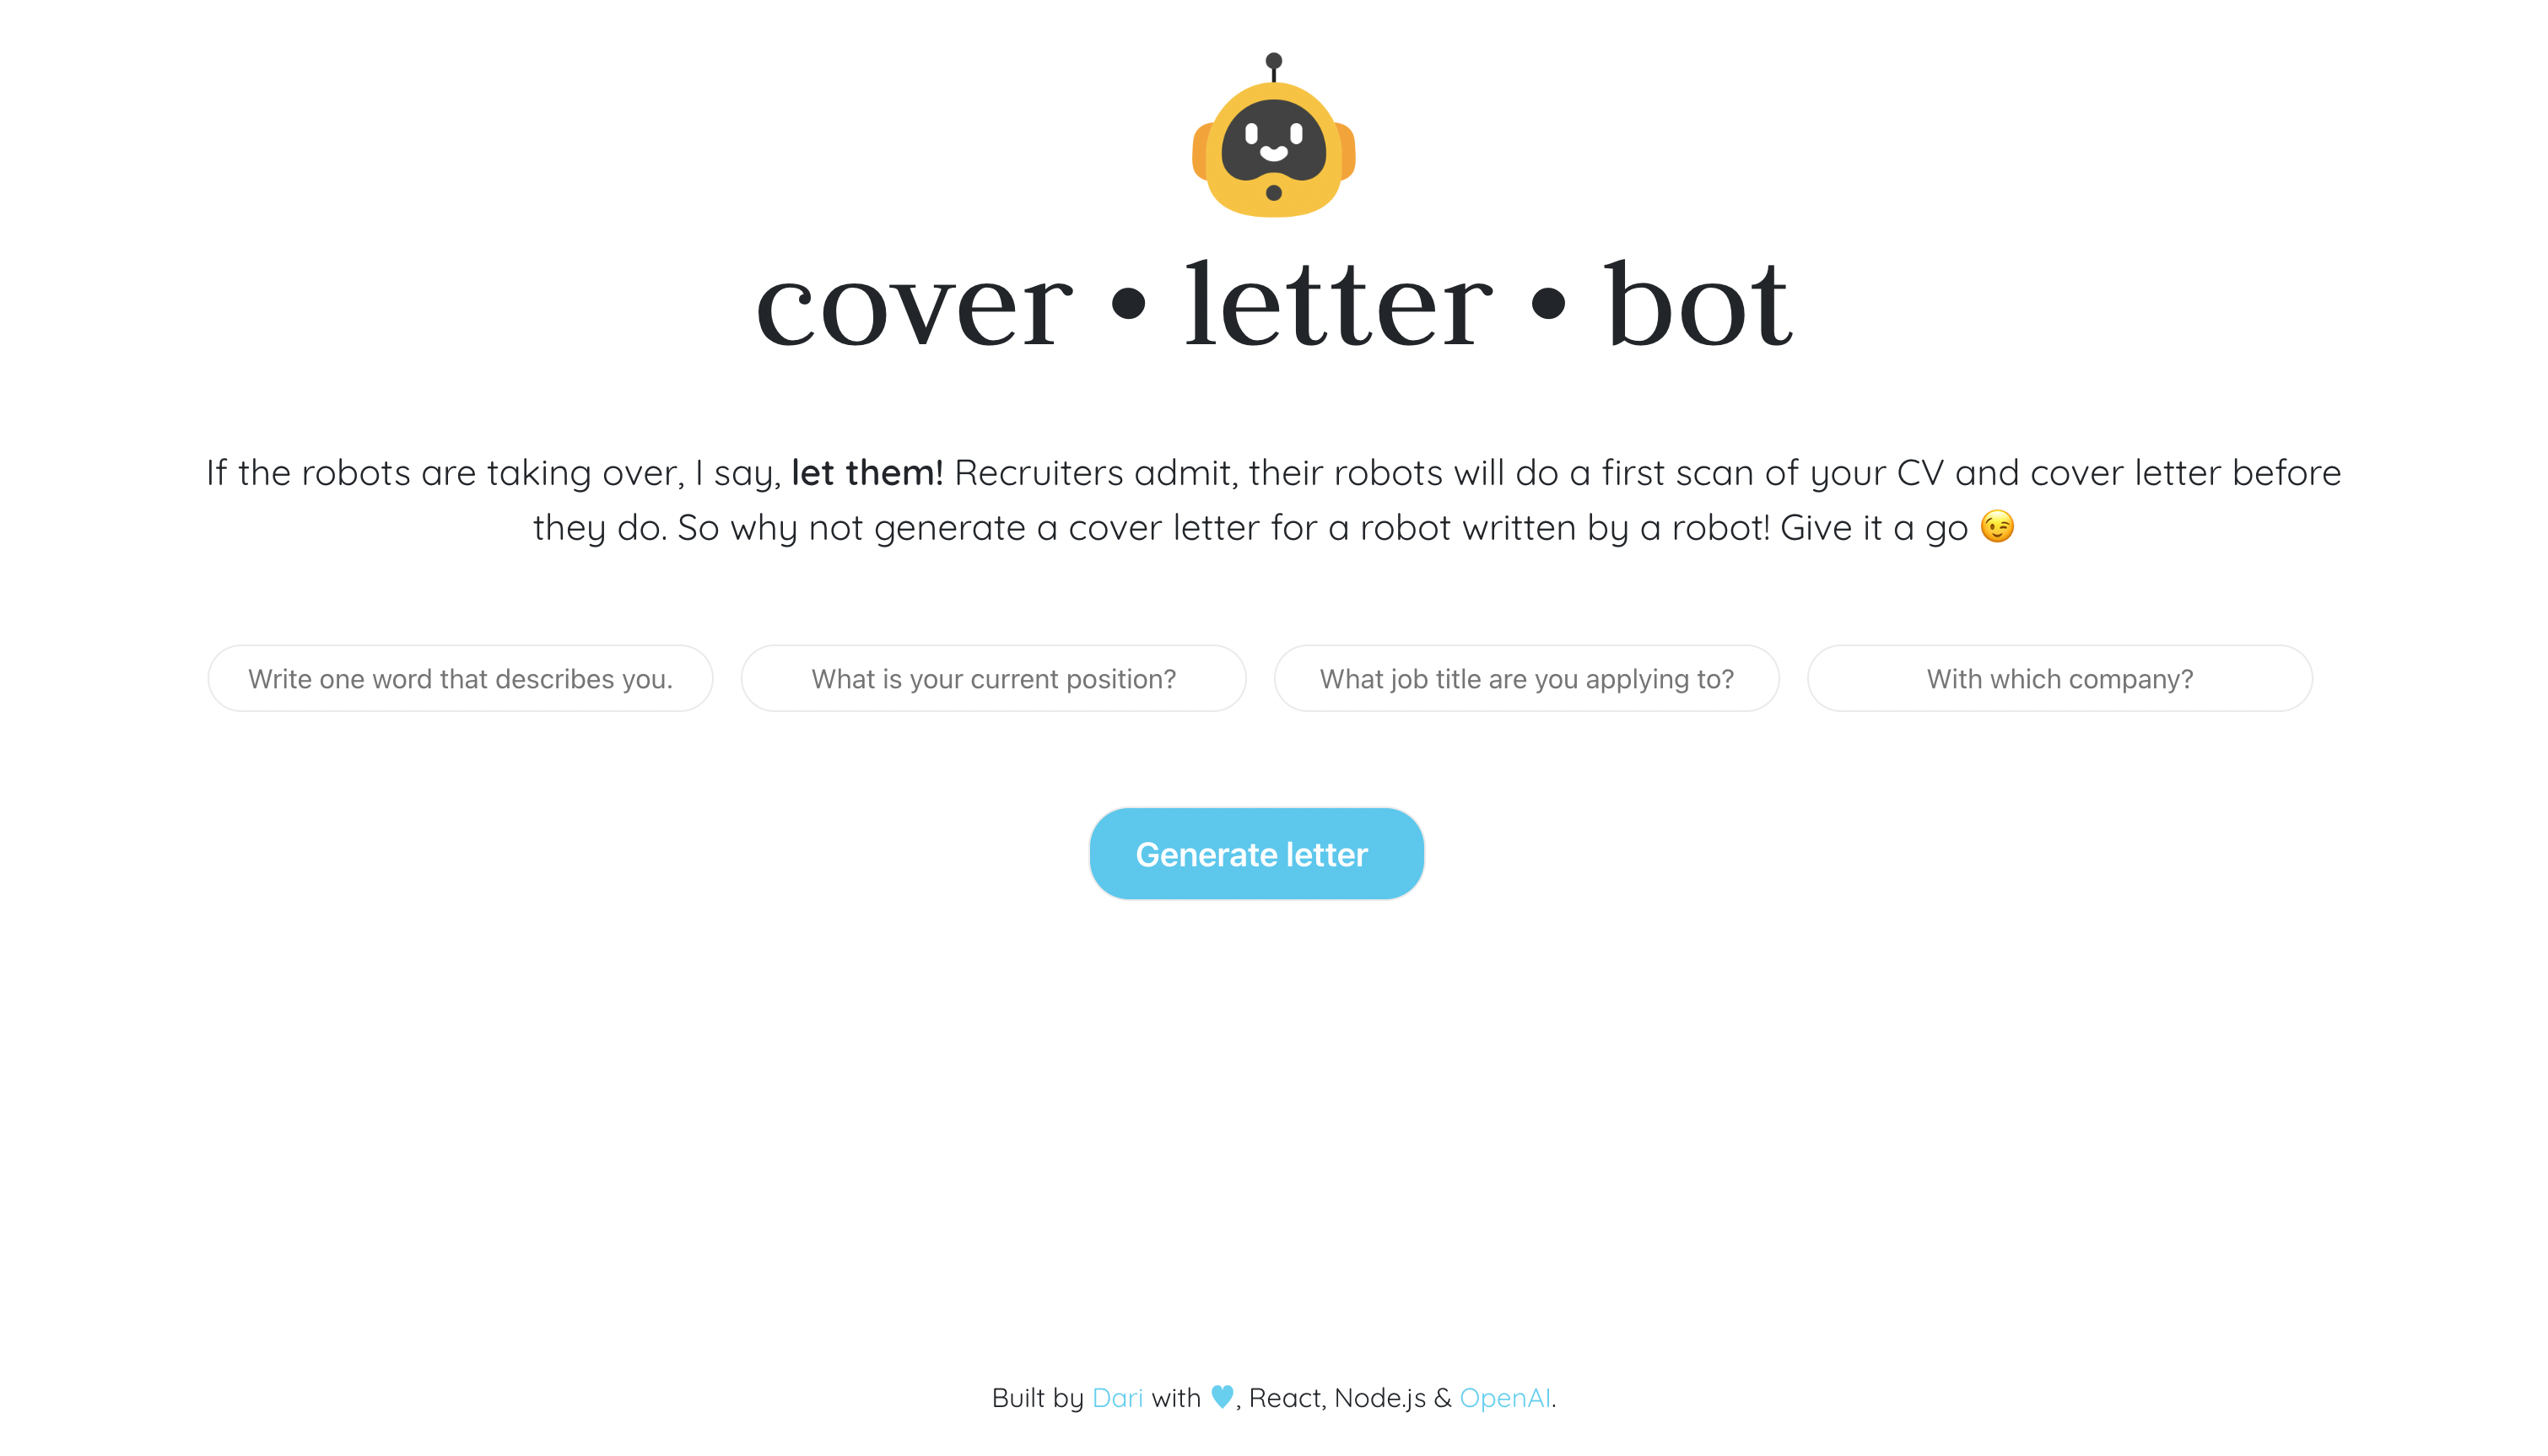 cover • letter • bot
If the robots are taking over, I say, let them! Recruiters admit, their robots will do a first scan of your CV and cover letter before
they do. So why not generate a cover letter for a robot written by a robot! Give it a go 😉
Write one word that describes you.
What is your current position?
What job title are you applying to?
With which company?
Generate letter
Built by Dari with 🩵, React, Node.js & OpenAI.